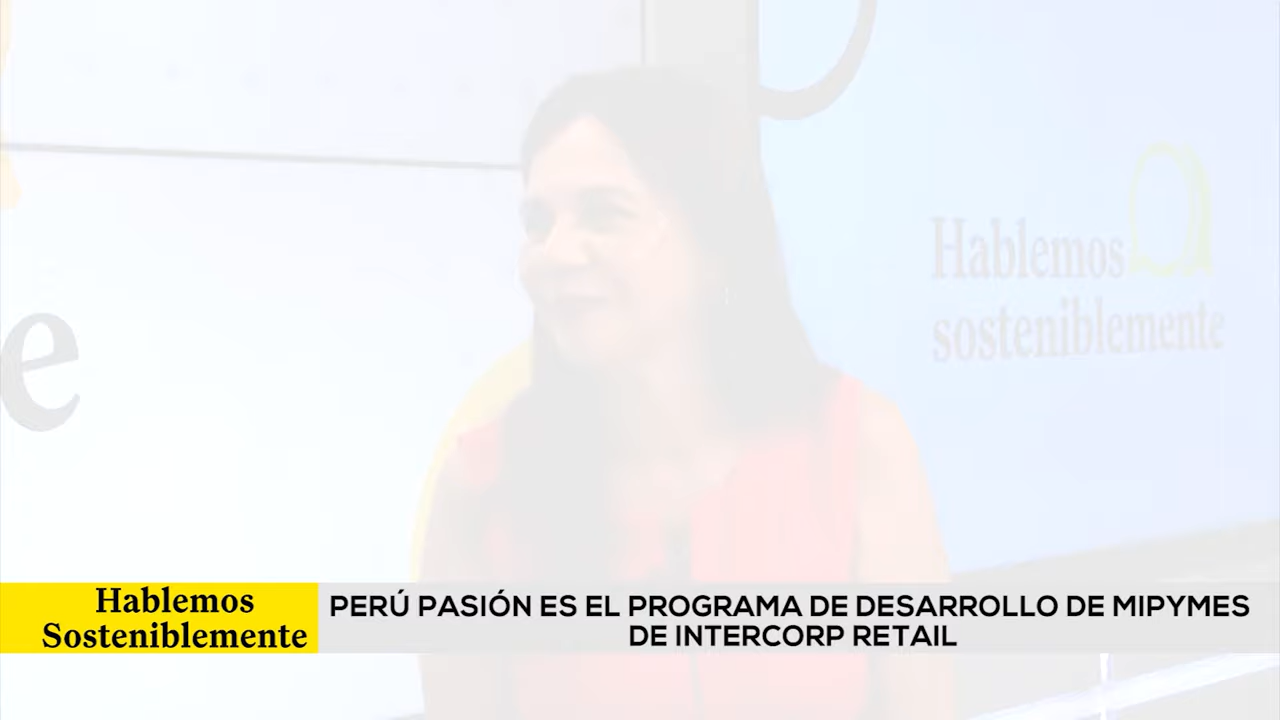 e
Hablemos
sosteniblemente
Hablemos
Sosteniblemente
PERÚ PASIÓN ES EL PROGRAMA DE DESARROLLO DE MIPYMES
DE INTERCORP RETAIL